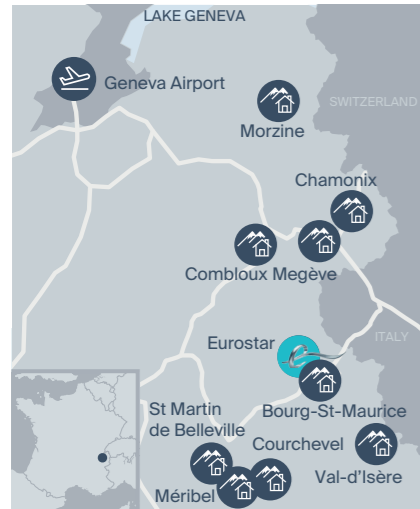 LAKE GENEVA
Geneva Airport
SWITZERLAND
Morzine
Chamonix
Combloux Megève
ITALY
Eurostar
Bourg-St-Maurice
St Martin
de Belleville
Courchevel
Val-d'Isère
Méribel